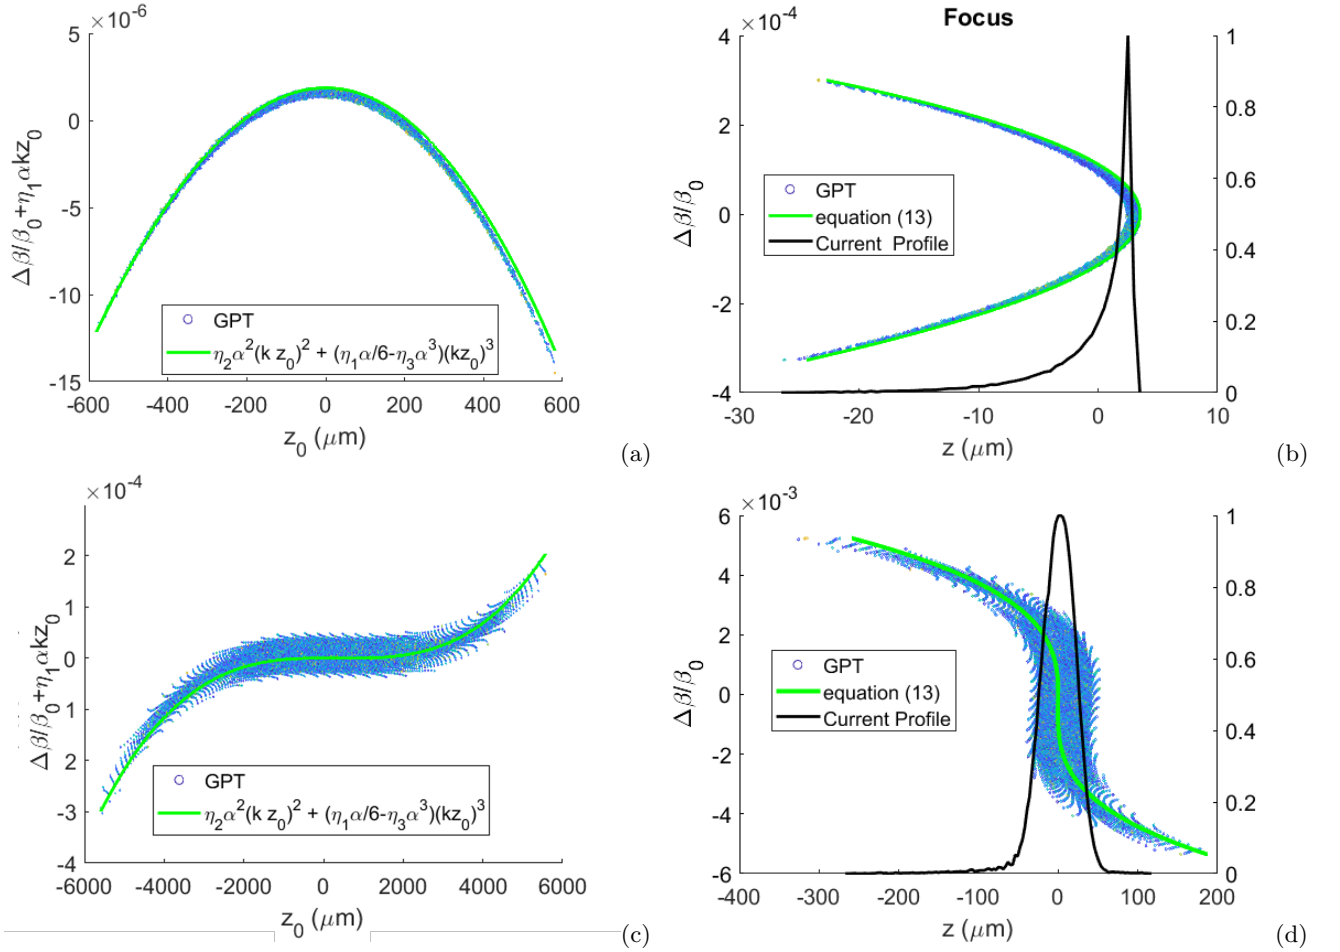 ×10⁻⁶
5
0
-5
-10
-15
-600 -400 -200 0 200 400 600
z₀ (μm)
Δβ/β₀+η₁αkz₀
GPT
η₂α²(k z₀)² + (η₁α/6-η₃α³)(kz₀)³
(a)
Focus
×10⁻⁴
4
2
0
-2
-4
1
0.8
0.6
0.4
0.2
0
-30 -20 -10 0 10
z (μm)
Δβ/β₀
GPT
equation (13)
Current Profile
(b)
×10⁻⁴
2
1
0
1
2
-3
-4
-6000 -4000 -2000 0 2000 4000 6000
z₀ (μm)
Δβ/β₀+η₁αkz₀
GPT
η₂α²(k z₀)² + (η₁α/6-η₃α³)(kz₀)³
(c)
×10⁻³
6
4
2
0
-2
-4
-6
1
0.8
0.6
0.4
0.2
0
-400 -300 -200 -100 0 100 200
z (μm)
Δβ/β₀
GPT
equation (13)
Current Profile
(d)